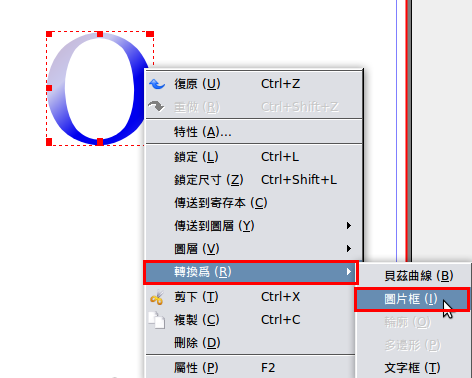 O
復原 (U) Ctrl+Z
重做 (R) Ctrl+Shift+Z
特性 (A)...
鎖定 (L) Ctrl+L
鎖定尺寸 (Z) Ctrl+Shift+L
傳送到寄存本 (C)
傳送到圖層 (Y)
圖層 (V)
轉換爲 (R)
貝茲曲線 (B)
圖片框 (I)
輪廓 (O)
多邊形 (P)
文字框 (T)
剪下 (T) Ctrl+X
複製 (C) Ctrl+C
刪除 (D)
屬性 (P) F2